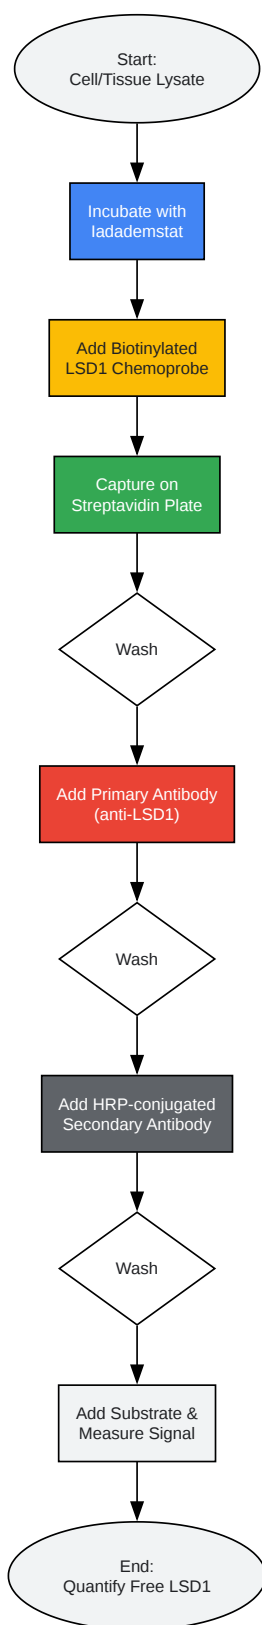 Start:
Cell/Tissue Lysate
Incubate with
Iadademstat
Add Biotinylated
LSD1 Chemoprobe
Capture on
Streptavidin Plate
Wash
Add Primary Antibody
(anti-LSD1)
Wash
Add HRP-conjugated
Secondary Antibody
Wash
Add Substrate &
Measure Signal
End:
Quantify Free LSD1